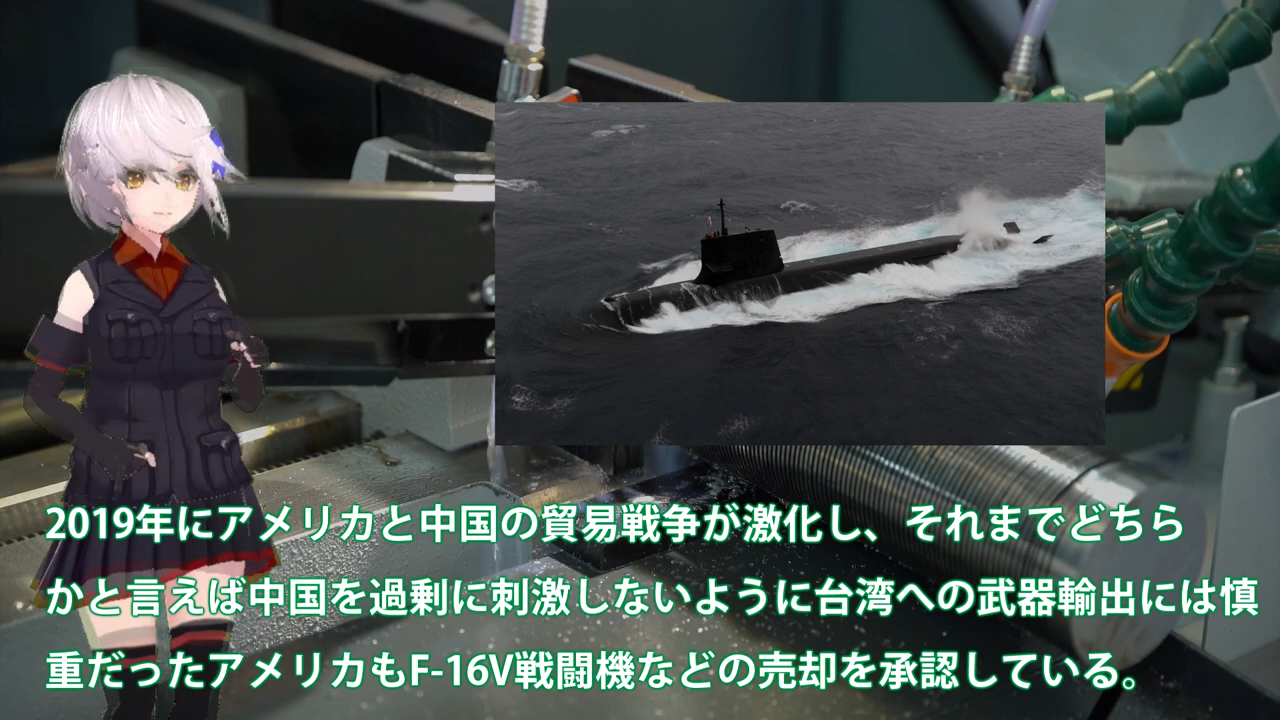 2019年にアメリカと中国の貿易戦争が激化し、それまでどちら
かと言えば中国を過剰に刺激しないように台湾への武器輸出には慎
重だったアメリカもF-16V戦闘機などの売却を承認している。